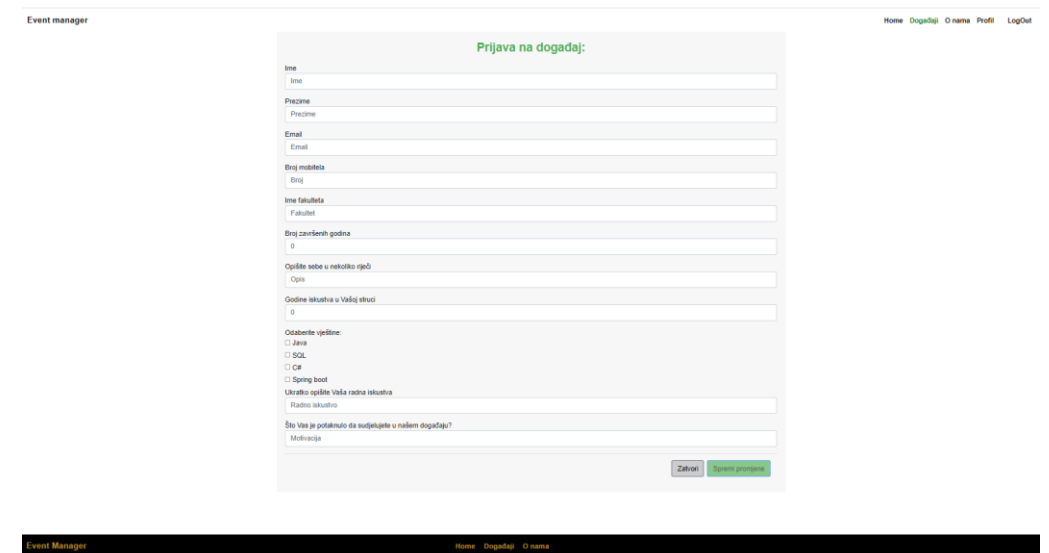 Event manager
Home Događaji O nama Profil LogOut
Prijava na događaj:
Ime
Ime
Prezime
Prezime
Email
Email
Broj mobitela
Broj
Ime fakulteta
Fakultet
Broj završenih godina
0
Opišite sebe u nekoliko riječi
Opis
Godine iskustva u Vašoj struci
0
Odaberite vještine:
Java
SQL
C#
Spring boot
Ukratko opišite Vaša radna iskustva
Radno iskustvo
Što Vas je potaknulo da sudjelujete u našem događaju?
Motivacija
Zatvori Spremi promjene
Event Manager
Home Događaji O nama